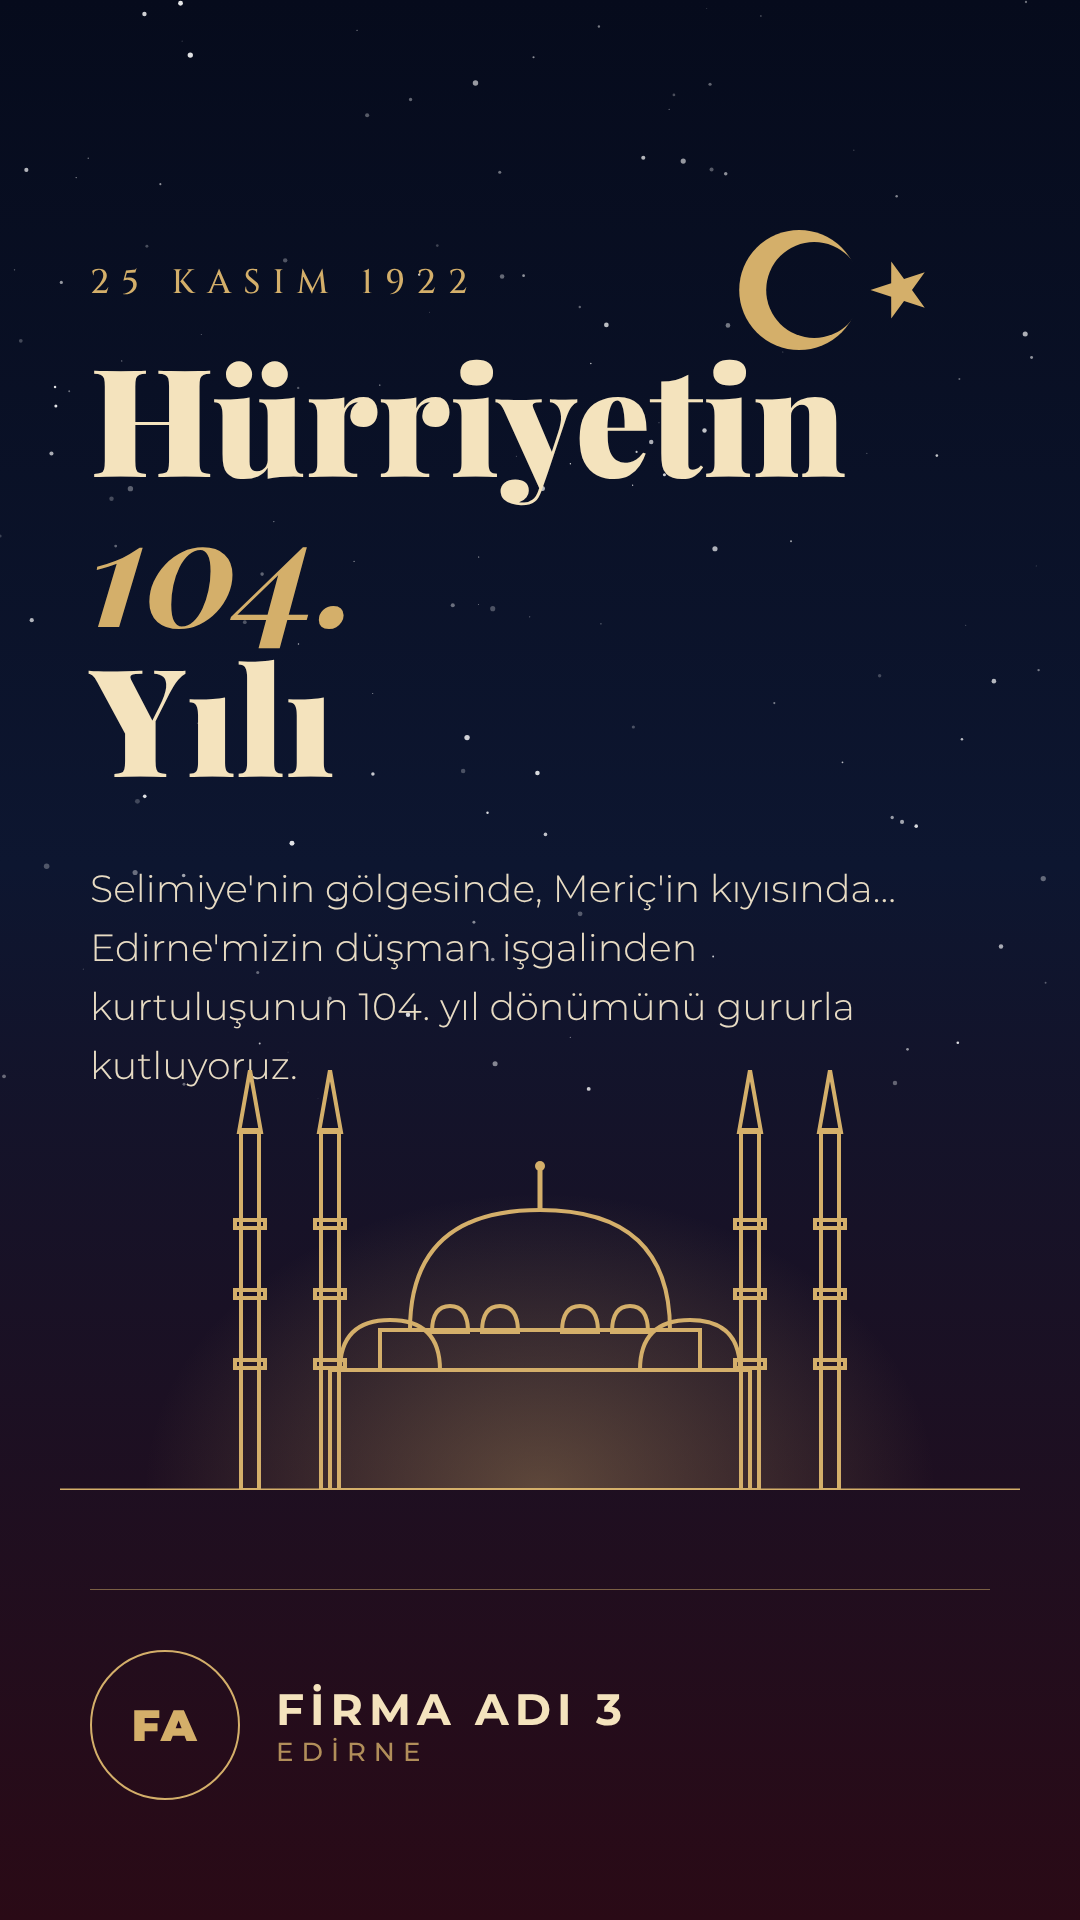 25 KASIM 1922
Hürriyetin
104.
Yılı
Selimiye'nin gölgesinde, Meriç'in kıyısında...
Edirne'mizin düşman işgalinden
kurtuluşunun 104. yıl dönümünü gururla
kutluyoruz.
FA
FİRMA ADI 3
EDİRNE